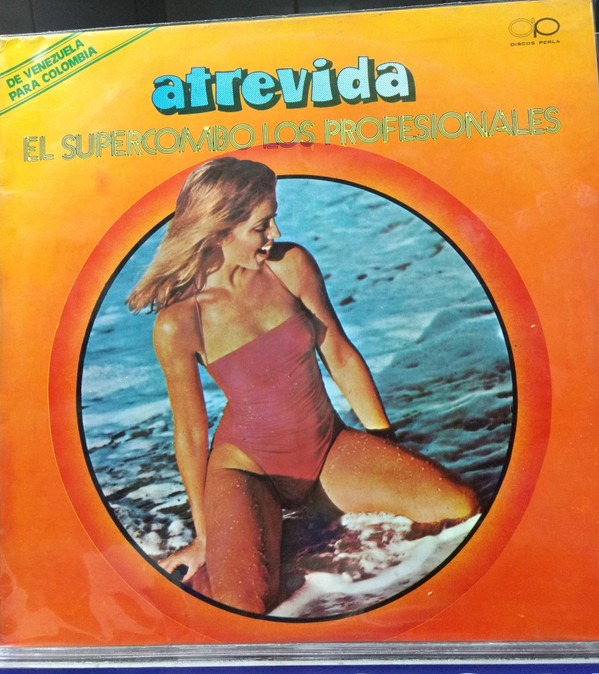 DE VENEZUELA
PARA COLOMBIA
DISCOS PERLA
atrevida
EL SUPERCOMBO LOS PROFESIONALES